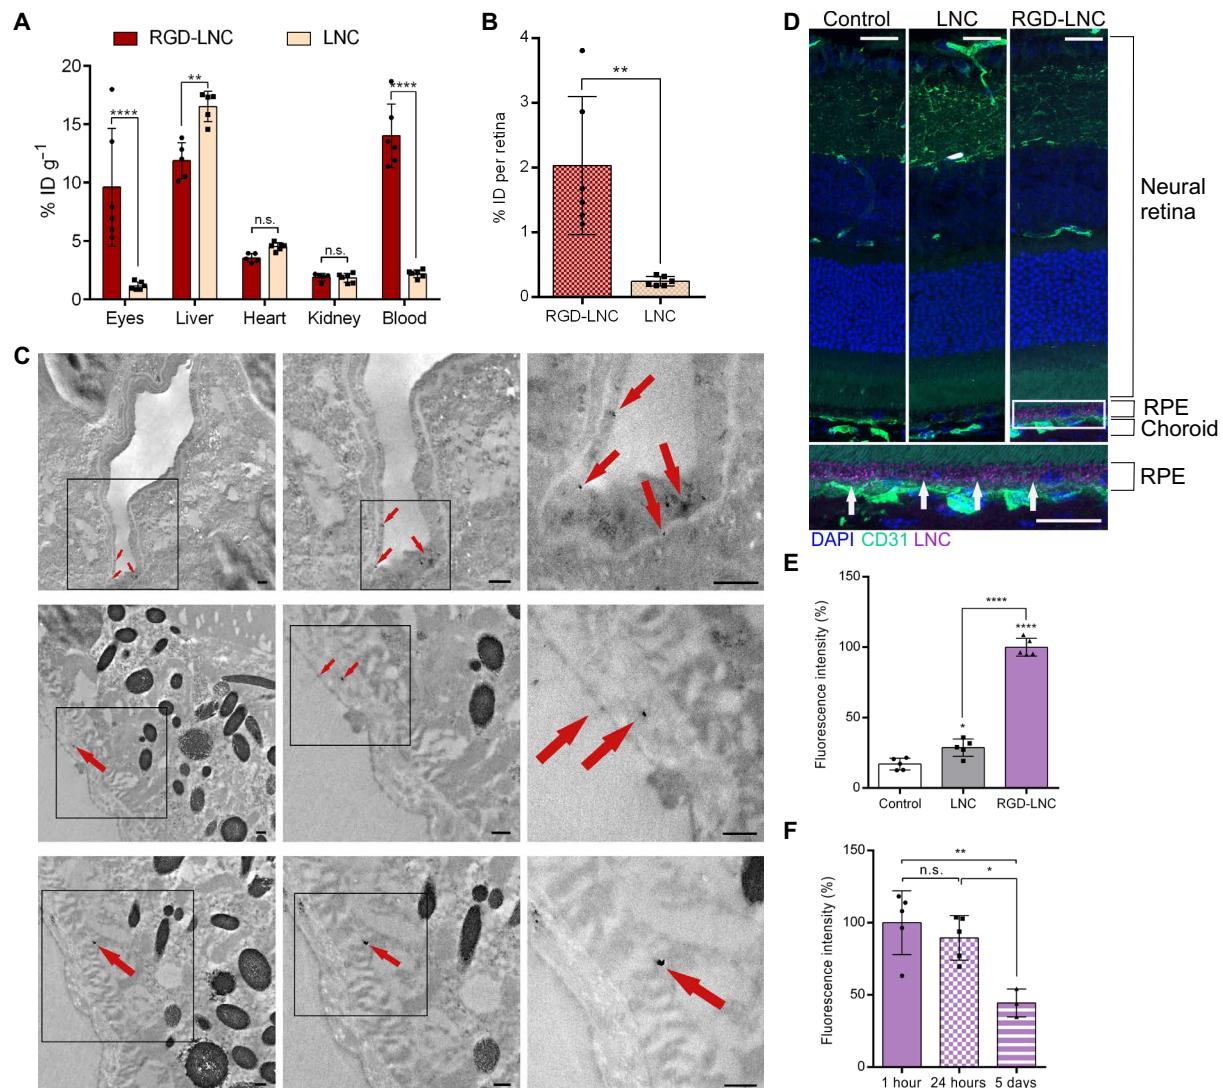 A
RGD-LNC
LNC
% ID g⁻¹
20
15
10
5
0
****
**
n.s.
n.s.
****
Eyes Liver Heart Kidney Blood
B
% ID per retina
4
3
2
1
0
**
RGD-LNC LNC
C
D
Control LNC RGD-LNC
Neural
retina
RPE
Choroid
RPE
DAPI CD31 LNC
E
Fluorescence intensity (%)
150
100
50
0
****
****
*
Control LNC RGD-LNC
F
Fluorescence intensity (%)
150
100
50
0
**
n.s. *
1 hour 24 hours 5 days